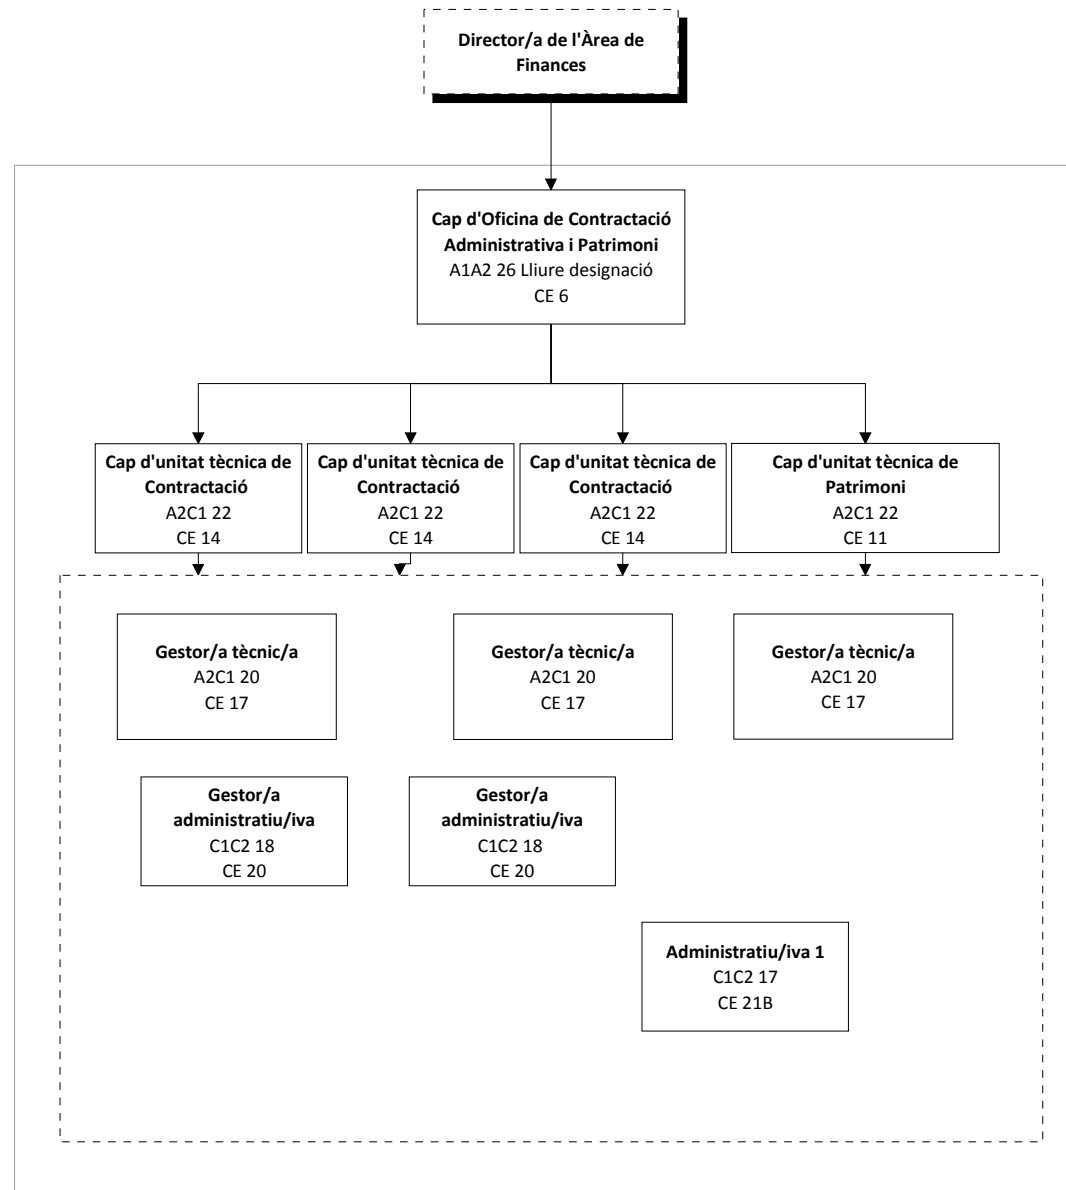 Director/a de l'Àrea de
Finances
Cap d'Oficina de Contractació
Administrativa i Patrimoni
A1A2 26 Lliure designació
CE 6
Cap d'unitat tècnica de
Contractació
A2C1 22
CE 14
Cap d'unitat tècnica de
Contractació
A2C1 22
CE 14
Cap d'unitat tècnica de
Contractació
A2C1 22
CE 14
Cap d'unitat tècnica de
Patrimoni
A2C1 22
CE 11
Gestor/a tècnic/a
A2C1 20
CE 17
Gestor/a tècnic/a
A2C1 20
CE 17
Gestor/a tècnic/a
A2C1 20
CE 17
Gestor/a
administratiu/iva
C1C2 18
CE 20
Gestor/a
administratiu/iva
C1C2 18
CE 20
Administratiu/iva 1
C1C2 17
CE 21B